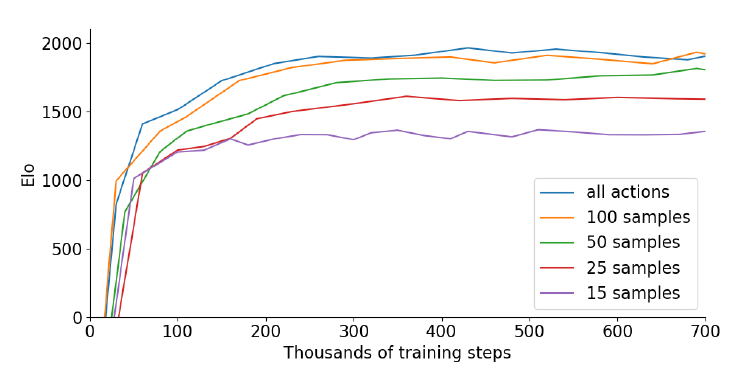 2000
1500
1000
500
0
Elo
0 100 200 300 400 500 600 700
Thousands of training steps
all actions
100 samples
50 samples
25 samples
15 samples